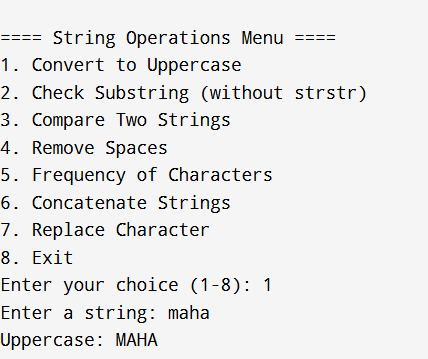 ==== String Operations Menu ====
1. Convert to Uppercase
2. Check Substring (without strstr)
3. Compare Two Strings
4. Remove Spaces
5. Frequency of Characters
6. Concatenate Strings
7. Replace Character
8. Exit
Enter your choice (1-8): 1
Enter a string: maha
Uppercase: MAHA